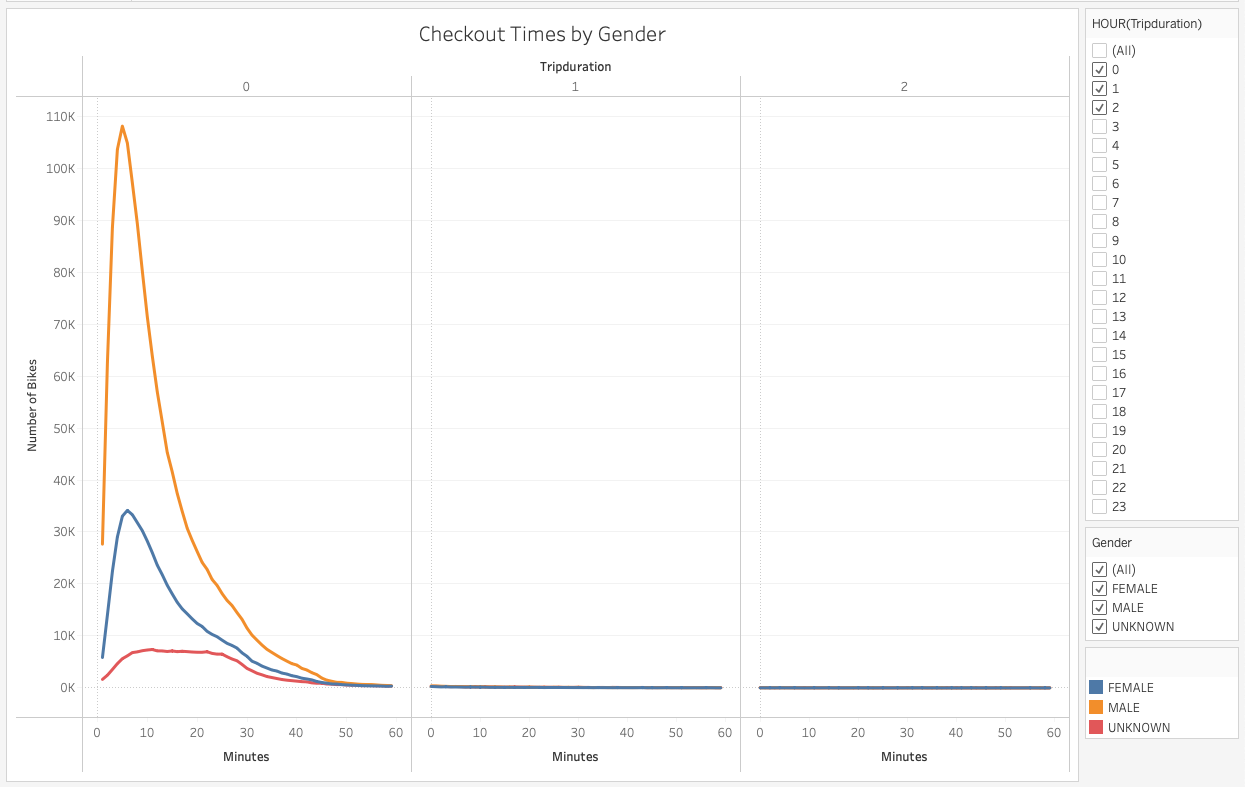 Checkout Times by Gender
Tripduration
0 1 2
110K
100K
90K
80K
70K
60K
50K
40K
30K
20K
10K
0K
Number of Bikes
0 10 20 30 40 50 0 10 20 30 40 50 60 0 10 20 30 40 50 60
Minutes Minutes Minutes
HOUR(Tripduration)
(All)
0
1
2
3
4
5
6
7
8
9
10
11
12
13
14
15
16
17
18
19
20
21
22
23
Gender
(All)
FEMALE
MALE
UNKNOWN
FEMALE
MALE
UNKNOWN